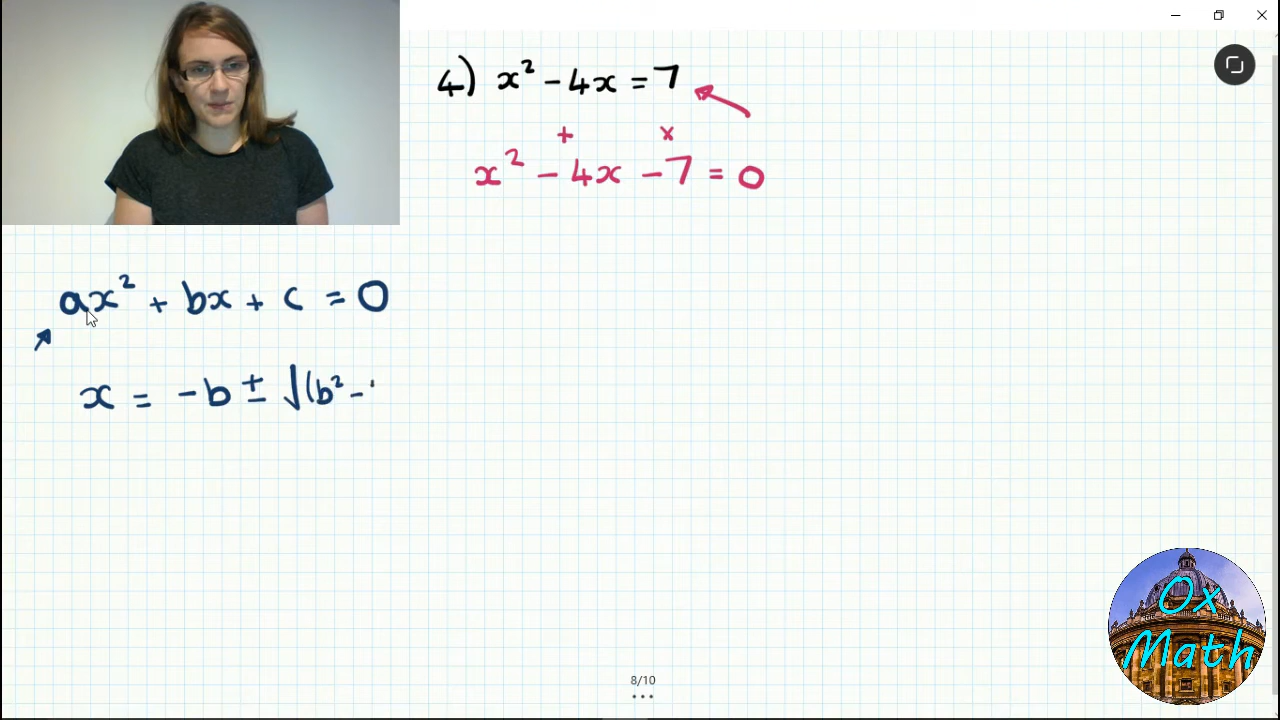 4) x² - 4x = 7
+ x
x² - 4x - 7 = 0
ax² + bx + c = 0
x = -b ± √(b² -
8/10
Ox
Math